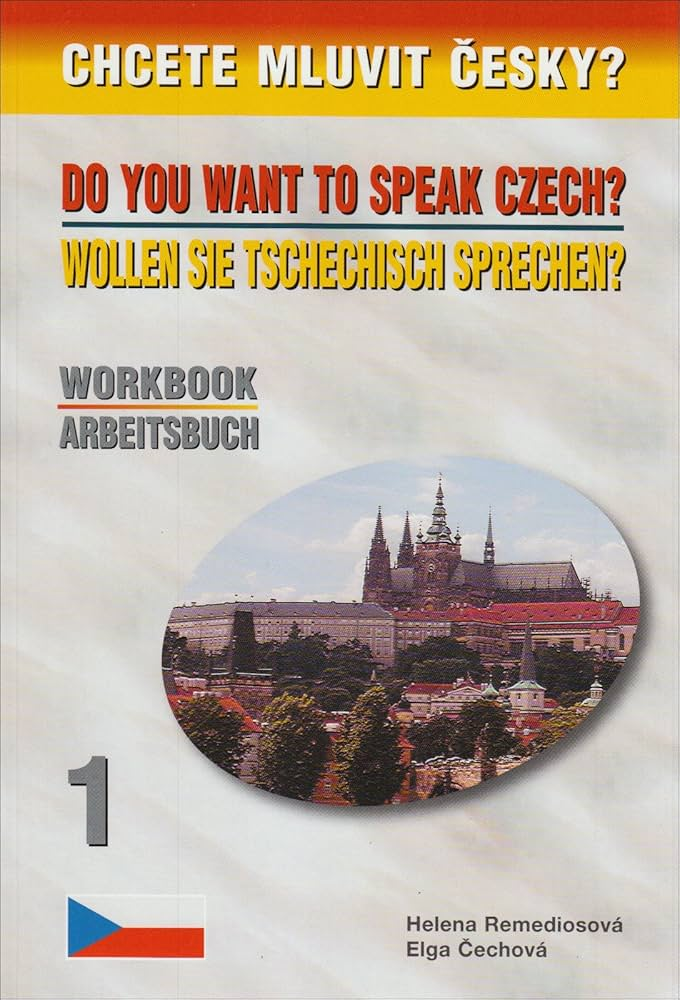 CHCETE MLUVIT ČESKY?
DO YOU WANT TO SPEAK CZECH?
WOLLEN SIE TSCHECHISCH SPRECHEN?
WORKBOOK
ARBEITSBUCH
1
Helena Remediosová
Elga Čechová